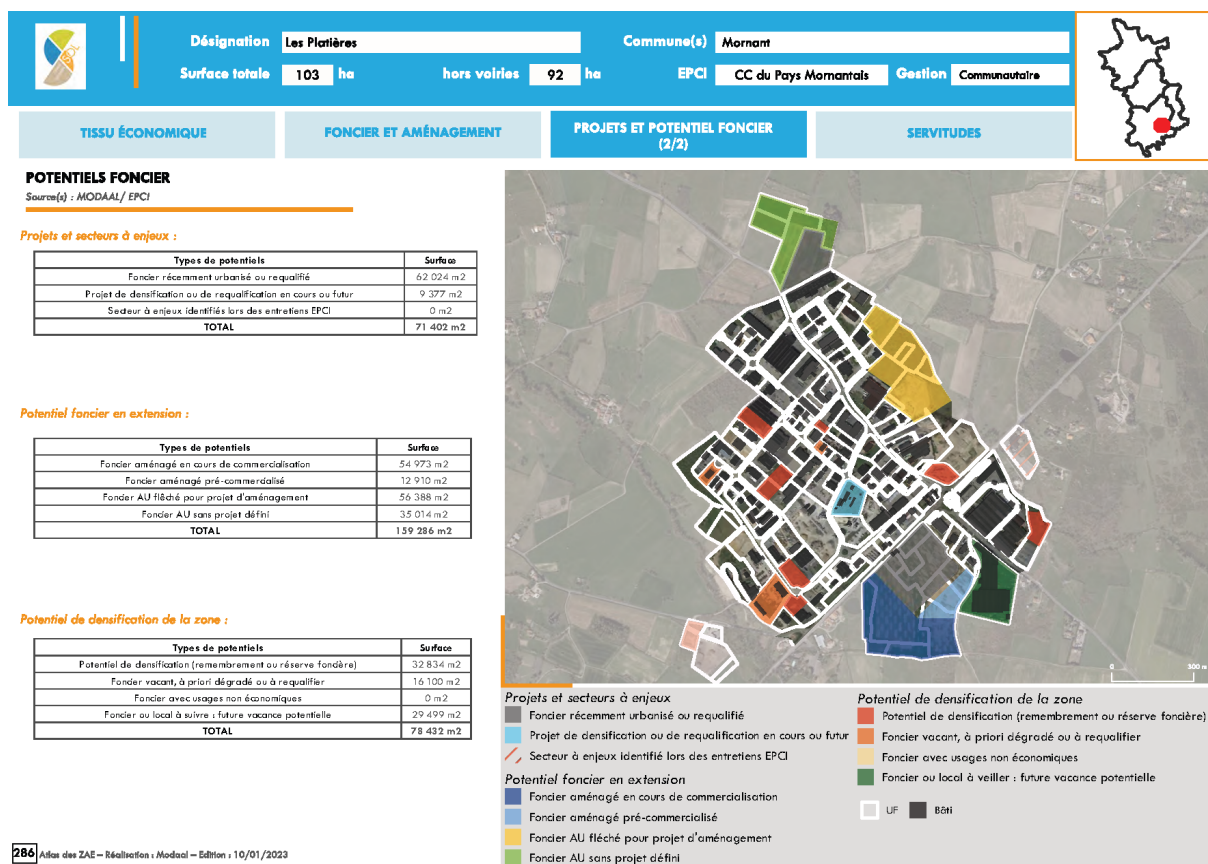 Désignation Les Platières Commune(s) Mornant
Surface totale 103 ha hors voiries 92 ha EPCI CC du Pays Mornantais Gestion Communautaire
TISSU ÉCONOMIQUE
FONCIER ET AMÉNAGEMENT
PROJETS ET POTENTIEL FONCIER
(2/2)
SERVITUDES
POTENTIELS FONCIER
Source(s) : MODAAL/ EPCI
Projets et secteurs à enjeux :
Types de potentiels Surface
Foncier récemment urbanisé ou requalifié 62 024 m2
Projet de densification ou de requalification en cours ou futur 9 377 m2
Secteur à enjeux identifiés lors des entretiens EPCI 0 m2
TOTAL 71 402 m2
Potentiel foncier en extension :
Types de potentiels Surface
Foncier aménagé en cours de commercialisation 54 973 m2
Foncier aménagé pré-commercialisé 12 910 m2
Foncier AU flêché pour projet d'aménagement 56 388 m2
Foncier AU sans projet défini 35 014 m2
TOTAL 159 286 m2
Potentiel de densification de la zone :
Types de potentiels Surface
Potentiel de densification (remembrement ou réserve foncière) 32 834 m2
Foncier vacant, à priori dégradé ou à requalifier 16 100 m2
Foncier avec usages non économiques 0 m2
Foncier ou local à suivre : future vacance potentielle 29 499 m2
TOTAL 78 432 m2
0 300 m
Projets et secteurs à enjeux
Foncier récemment urbanisé ou requalifié
Projet de densification ou de requalification en cours ou futur
Secteur à enjeux identifié lors des entretiens EPCI
Potentiel foncier en extension
Foncier aménagé en cours de commercialisation
Foncier aménagé pré-commercialisé
Foncier AU fléché pour projet d'aménagement
Foncier AU sans projet défini
Potentiel de densification de la zone
Potentiel de densification (remembrement ou réserve foncière)
Foncier vacant, à priori dégradé ou à requalifier
Foncier avec usages non économiques
Foncier ou local à veiller : future vacance potentielle
UF Bâti
286 Atlas des ZAE – Réalisation : Modaal – Edition : 10/01/2023